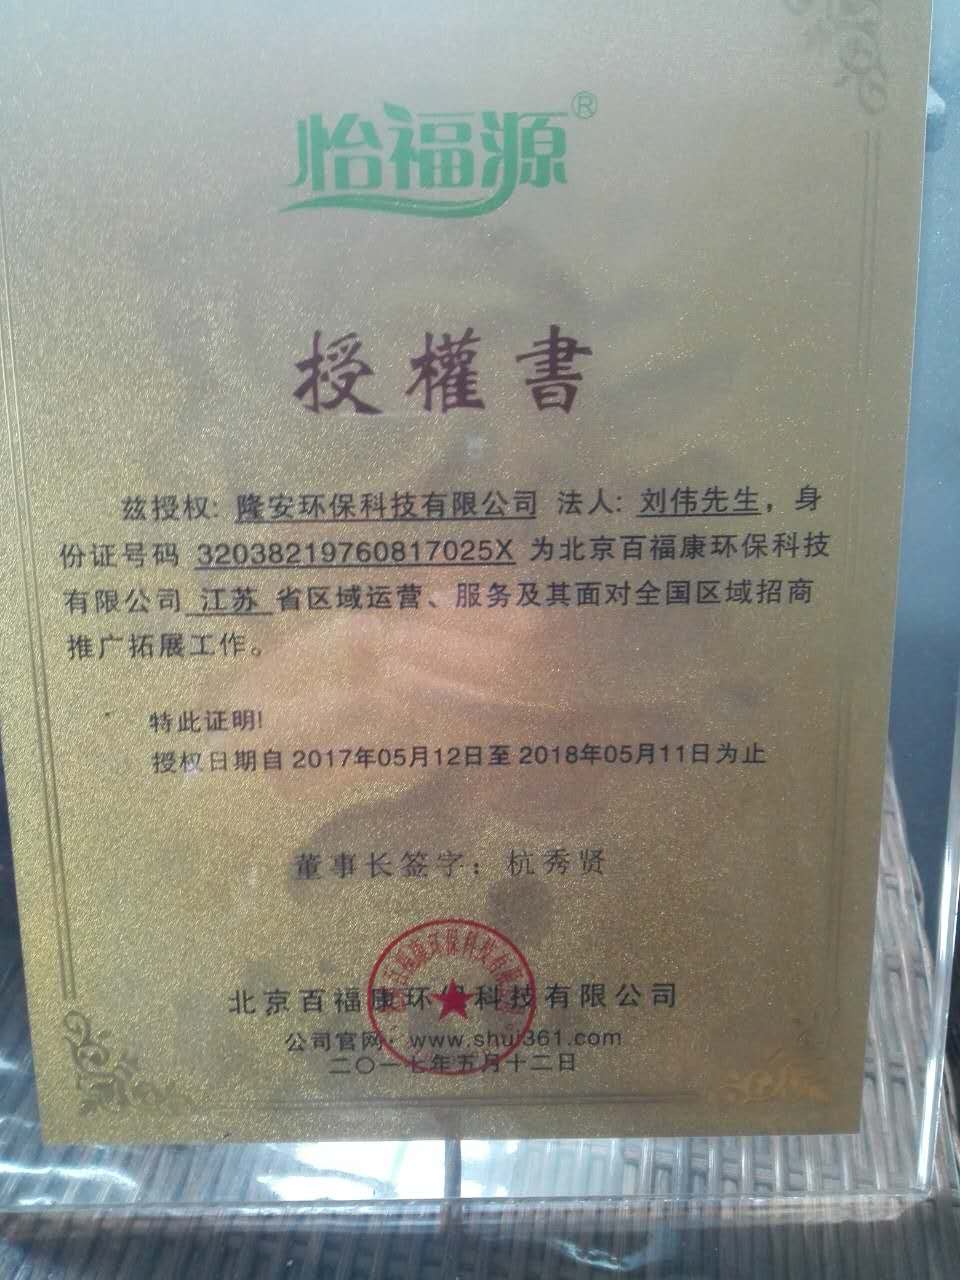 怡福源®
授權書
兹授权: 隆安环保科技有限公司 法人: 刘伟先生，身
份证号码 32038219760817025X 为北京百福康环保科技
有限公司 江苏 省区域运营、服务及其面对全国区域招商
推广拓展工作。
特此证明!
授权日期自 2017年05月12日至 2018年05月11日为止
董事长签字：杭秀贤
北京百福康环保科技有限公司
公司官网：www.shui361.com
二〇一七年五月十二日